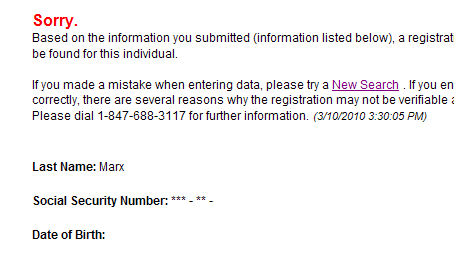 Sorry.
Based on the information you submitted (information listed below), a registrat
be found for this individual.
If you made a mistake when entering data, please try a New Search . If you en
correctly, there are several reasons why the registration may not be verifiable a
Please dial 1-847-688-3117 for further information. (3/10/2010 3:30:05 PM)
Last Name: Marx
Social Security Number: *** - ** -
Date of Birth: